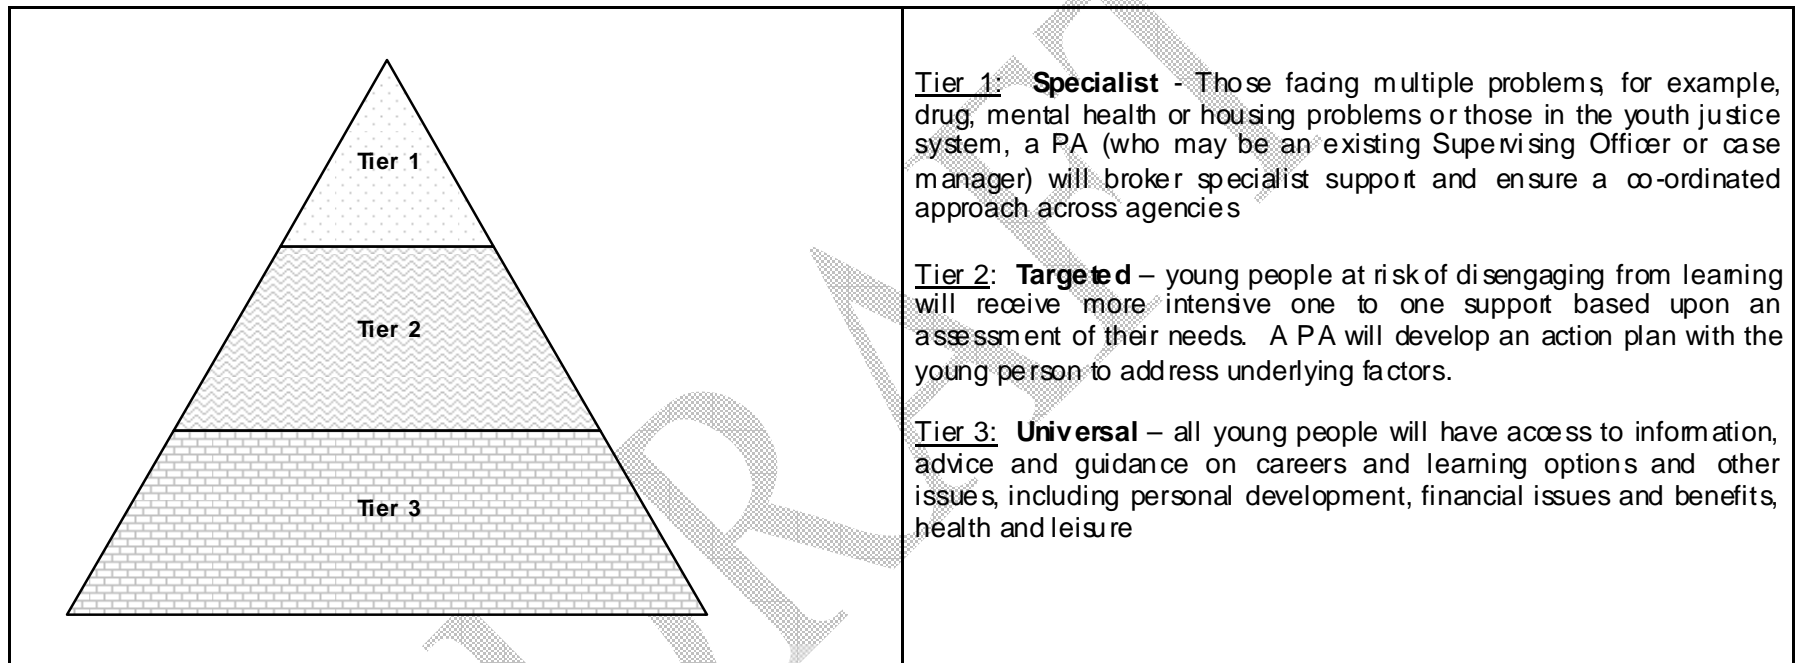 Tier 1
Tier 2
Tier 3
Tier 1: Specialist - Those facing multiple problems, for example,
drug, mental health or housing problems or those in the youth justice
system, a PA (who may be an existing Supervising Officer or case
manager) will broker specialist support and ensure a co-ordinated
approach across agencies
Tier 2: Targeted – young people at risk of disengaging from learning
will receive more intensive one to one support based upon an
assessment of their needs. A PA will develop an action plan with the
young person to address underlying factors.
Tier 3: Universal – all young people will have access to information,
advice and guidance on careers and learning options and other
issues, including personal development, financial issues and benefits,
health and leisure
DRAFT